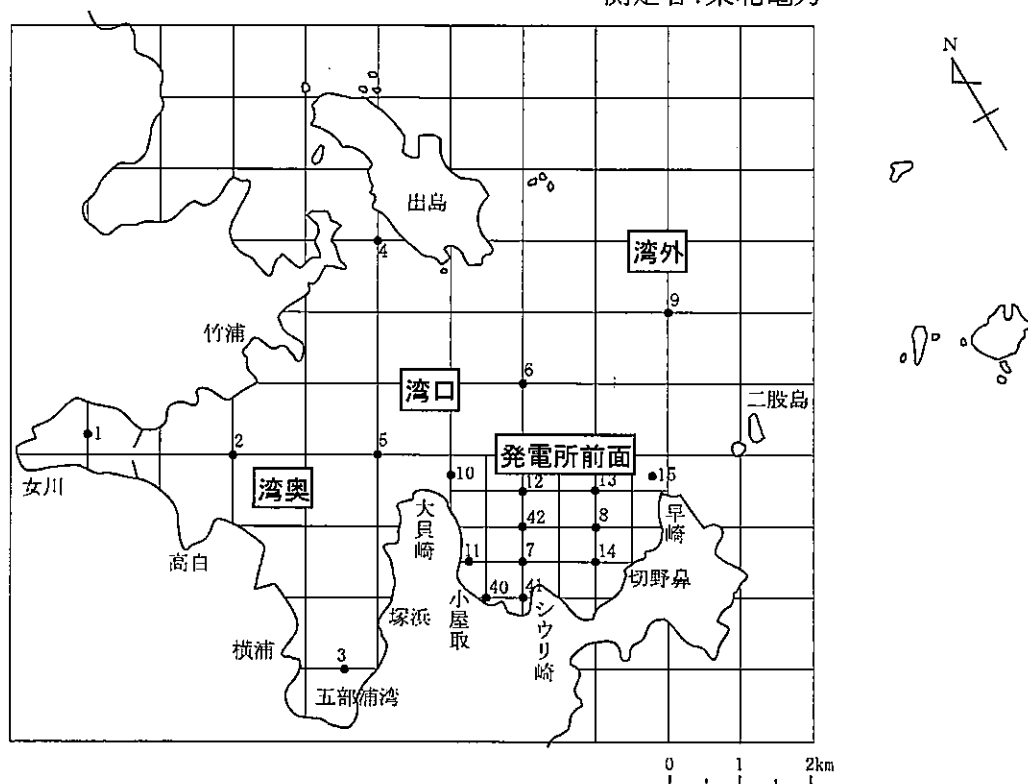 測定者:東北電力
N
出島
4
湾外
9
竹浦
6
湾口
二股島
1
2
5
発電所前面
10
15
12
13
女川
湾奥
大貝崎
早崎
42
8
高白
11
7
14
切野鼻
40
41
小屋取
シウリ崎
塚浜
横浦
3
五部浦湾
0 1 2km